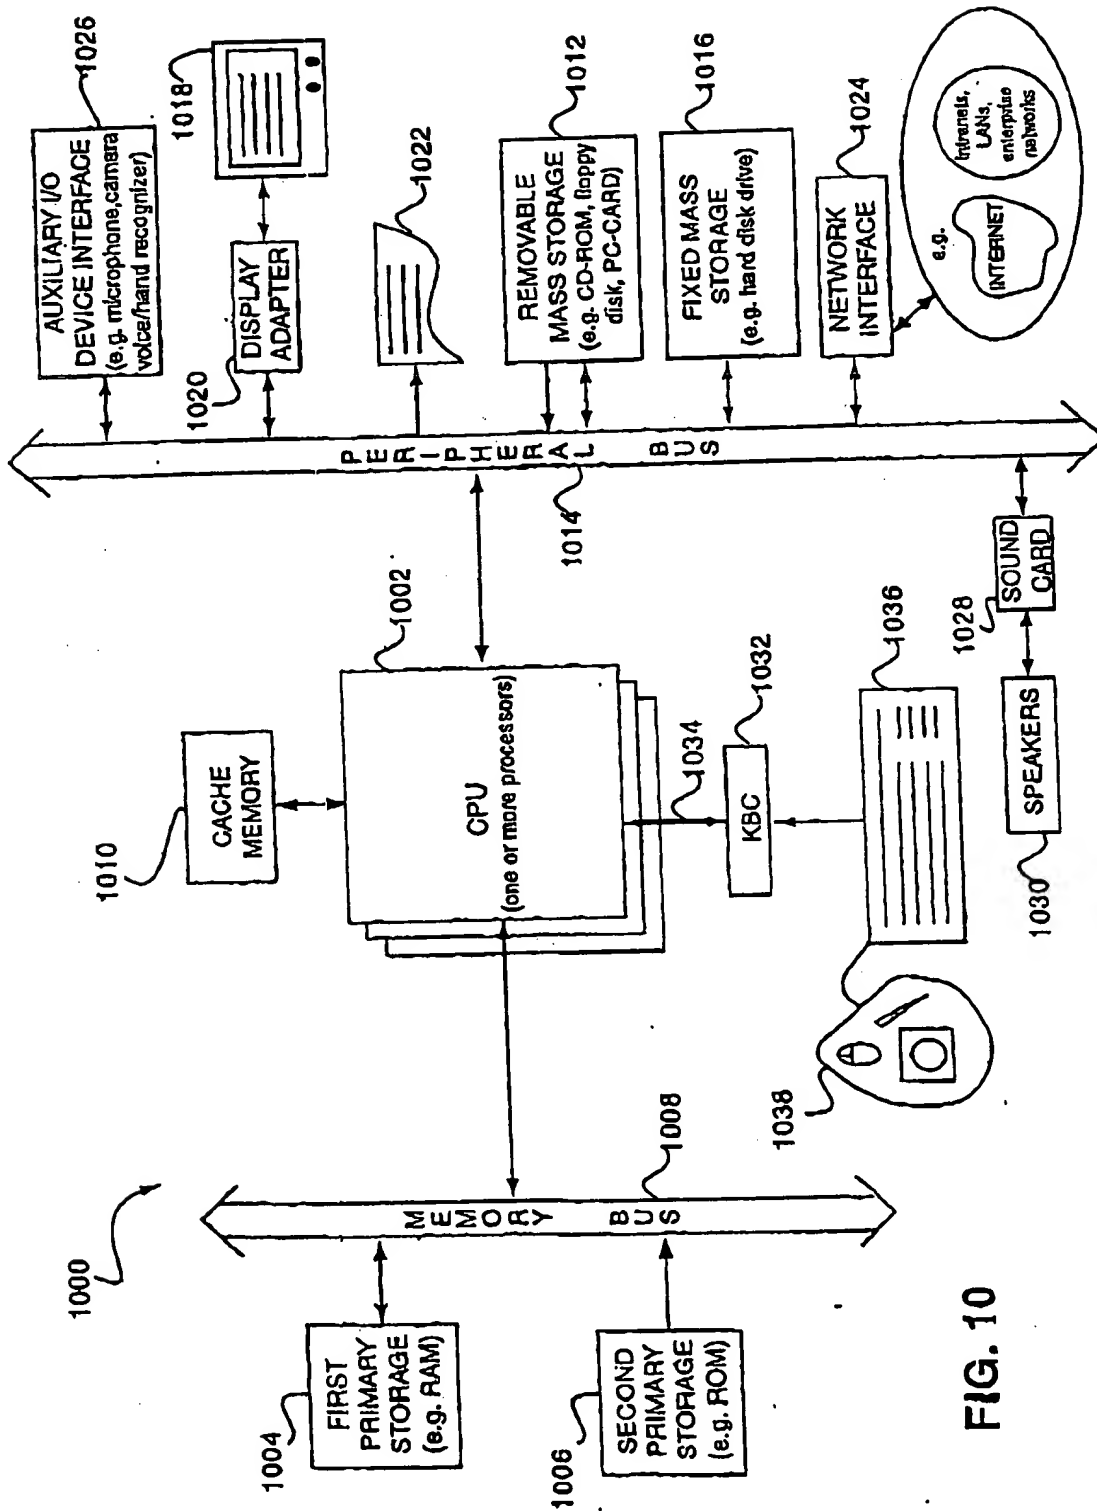 1000
1004
FIRST
PRIMARY
STORAGE
(e.g. RAM)
1006
SECOND
PRIMARY
STORAGE
(e.g. ROM)
MEMORY BUS
1008
1010
CACHE
MEMORY
1002
CPU
(one or more processors)
1034
1032
KBC
1036
1038
1030
SPEAKERS
1028
SOUND
CARD
PERIPHERAL BUS
1014
1026
AUXILIARY I/O
DEVICE INTERFACE
(e.g. microphone,camera
voice/hand recognizer)
1018
1020
DISPLAY
ADAPTER
1022
1012
REMOVABLE
MASS STORAGE
(e.g. CD-ROM, floppy
disk, PC-CARD)
1016
FIXED MASS
STORAGE
(e.g. hard disk drive)
1024
NETWORK
INTERFACE
e.g.
INTERNET
Intranets,
LANs,
enterprise
networks
FIG. 10